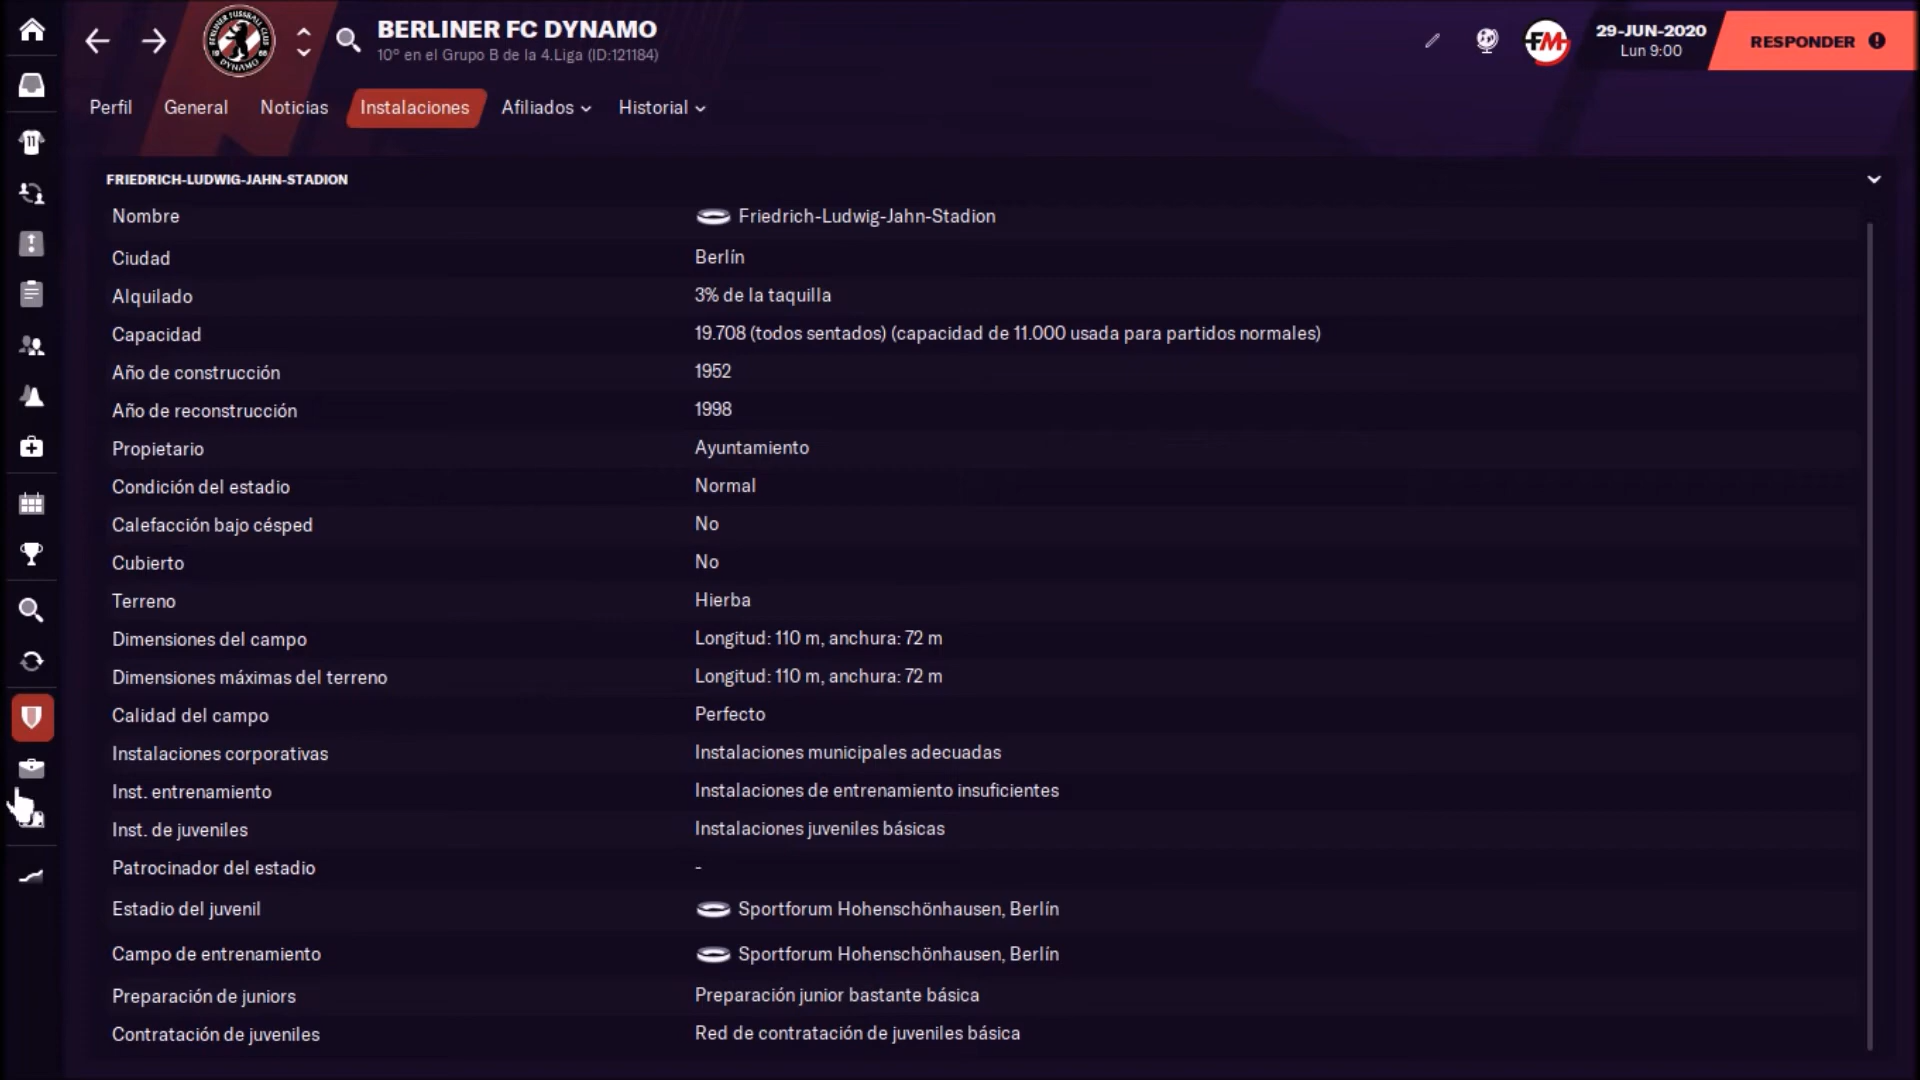 BERLINER FC DYNAMO
10º en el Grupo B de la 4.Liga (ID:121184)
FM
29-JUN-2020
Lun 9:00
RESPONDER
Perfil
General
Noticias
Instalaciones
Afiliados
Historial
FRIEDRICH-LUDWIG-JAHN-STADION
Nombre
Friedrich-Ludwig-Jahn-Stadion
Ciudad
Berlín
Alquilado
3% de la taquilla
Capacidad
19.708 (todos sentados) (capacidad de 11.000 usada para partidos normales)
Año de construcción
1952
Año de reconstrucción
1998
Propietario
Ayuntamiento
Condición del estadio
Normal
Calefacción bajo césped
No
Cubierto
No
Terreno
Hierba
Dimensiones del campo
Longitud: 110 m, anchura: 72 m
Dimensiones máximas del terreno
Longitud: 110 m, anchura: 72 m
Calidad del campo
Perfecto
Instalaciones corporativas
Instalaciones municipales adecuadas
Inst. entrenamiento
Instalaciones de entrenamiento insuficientes
Inst. de juveniles
Instalaciones juveniles básicas
Patrocinador del estadio
-
Estadio del juvenil
Sportforum Hohenschönhausen, Berlín
Campo de entrenamiento
Sportforum Hohenschönhausen, Berlín
Preparación de juniors
Preparación junior bastante básica
Contratación de juveniles
Red de contratación de juveniles básica